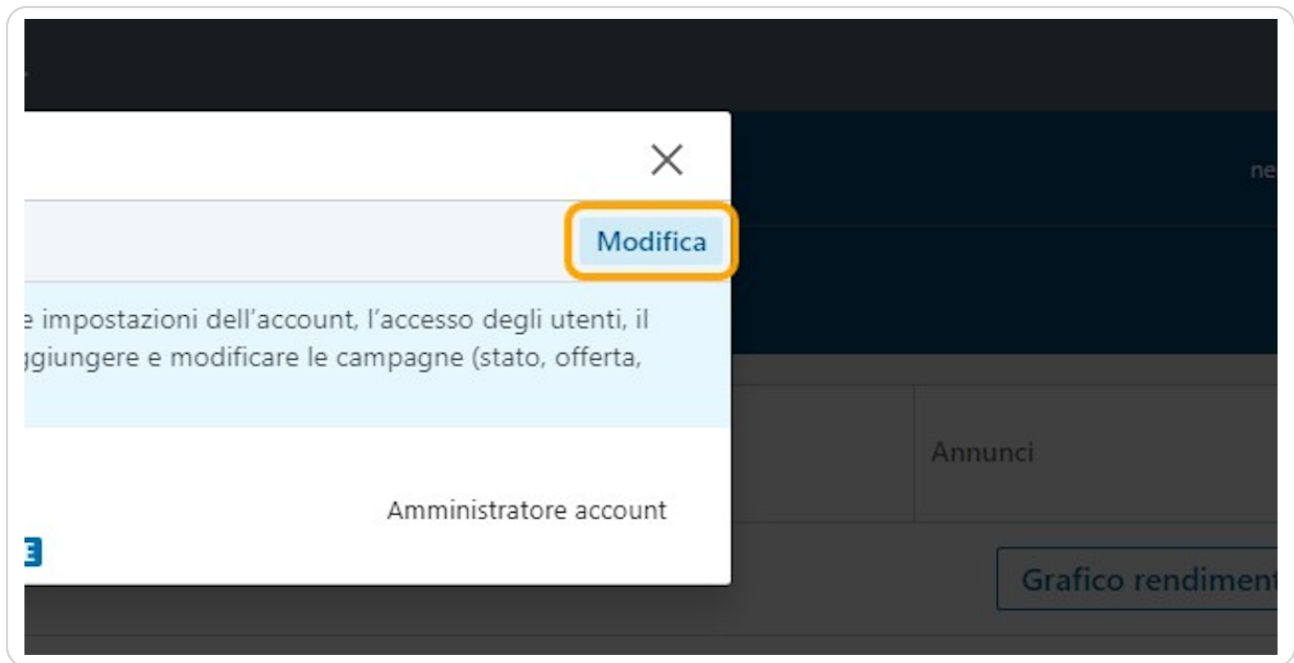 ne
Modifica
e impostazioni dell'account, l'accesso degli utenti, il
ggiungere e modificare le campagne (stato, offerta,
Annunci
Amministratore account
E
Grafico rendiment